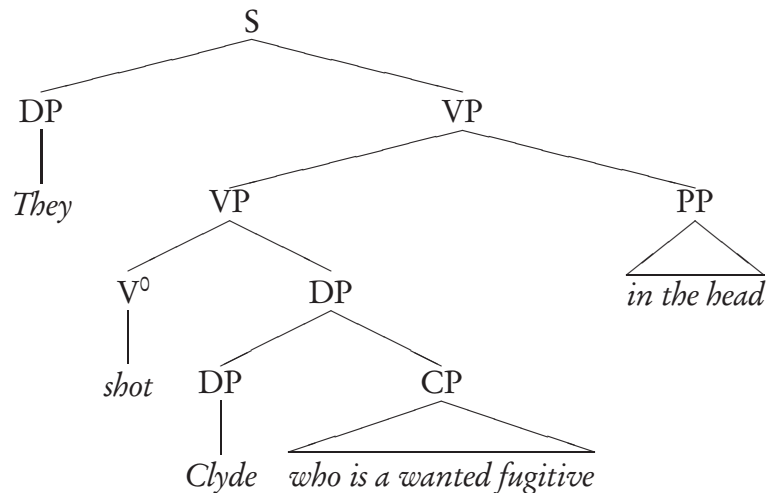 S
DP VP
They VP PP
V⁰ DP in the head
shot DP CP
Clyde who is a wanted fugitive